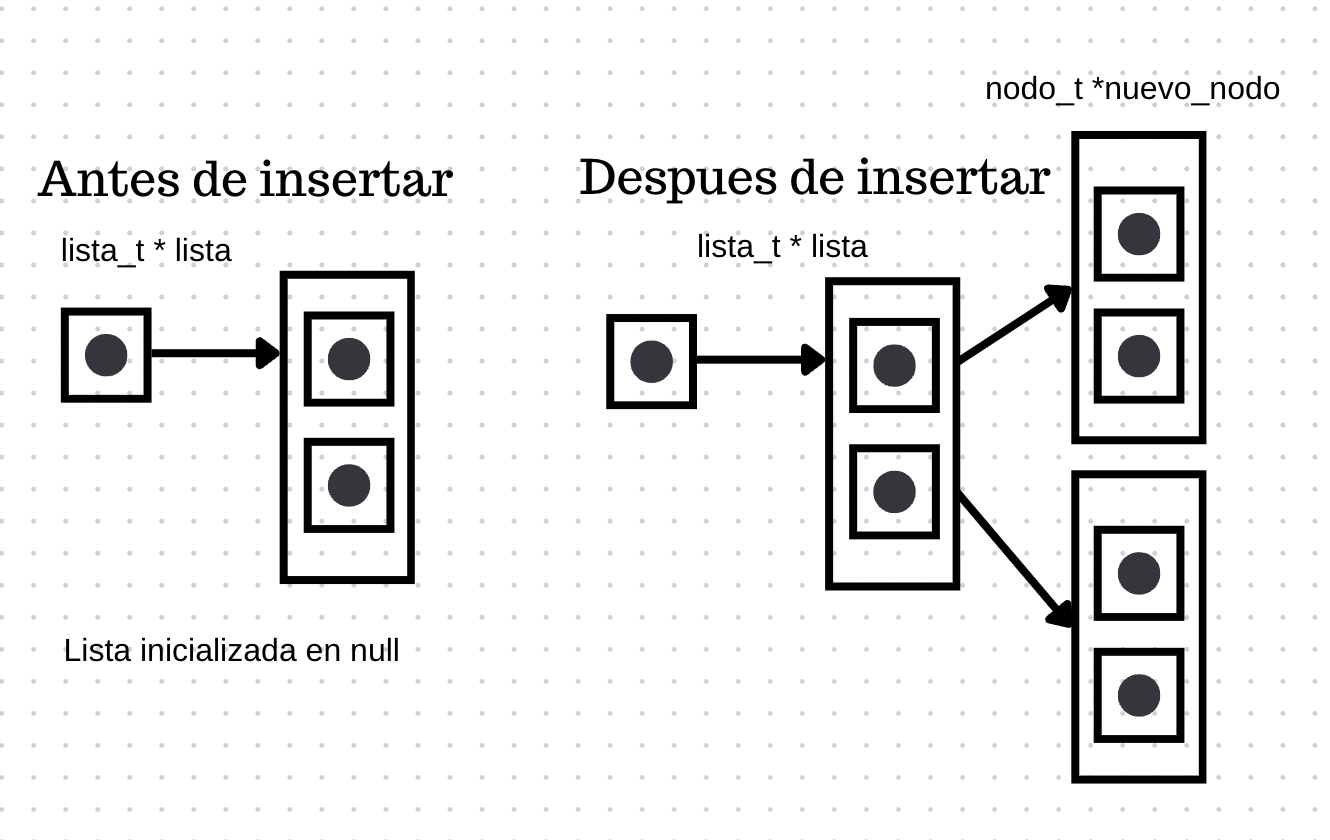 Antes de insertar
lista_t * lista
Lista inicializada en null
nodo_t *nuevo_nodo
Despues de insertar
lista_t * lista